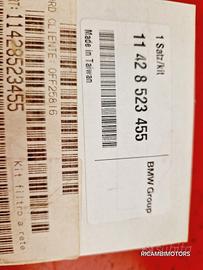 1 Satz/kit
11 42 8 523 455
Made in Taiwan
BMW Group
CLIENTE: OFF25816
11428523455
Kit filtro a rete
RICAMBIMOTORS